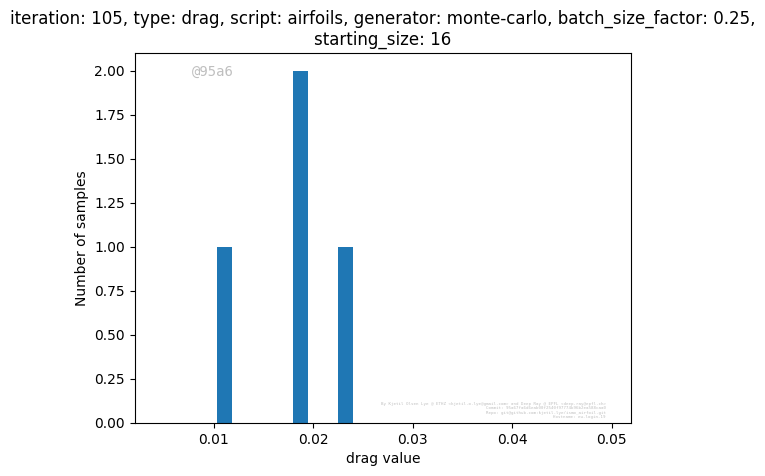 iteration: 105, type: drag, script: airfoils, generator: monte-carlo, batch_size_factor: 0.25,
starting_size: 16
@95a6
2.00
1.75
1.50
1.25
1.00
0.75
0.50
0.25
0.00
Number of samples
0.01
0.02
0.03
0.04
0.05
drag value